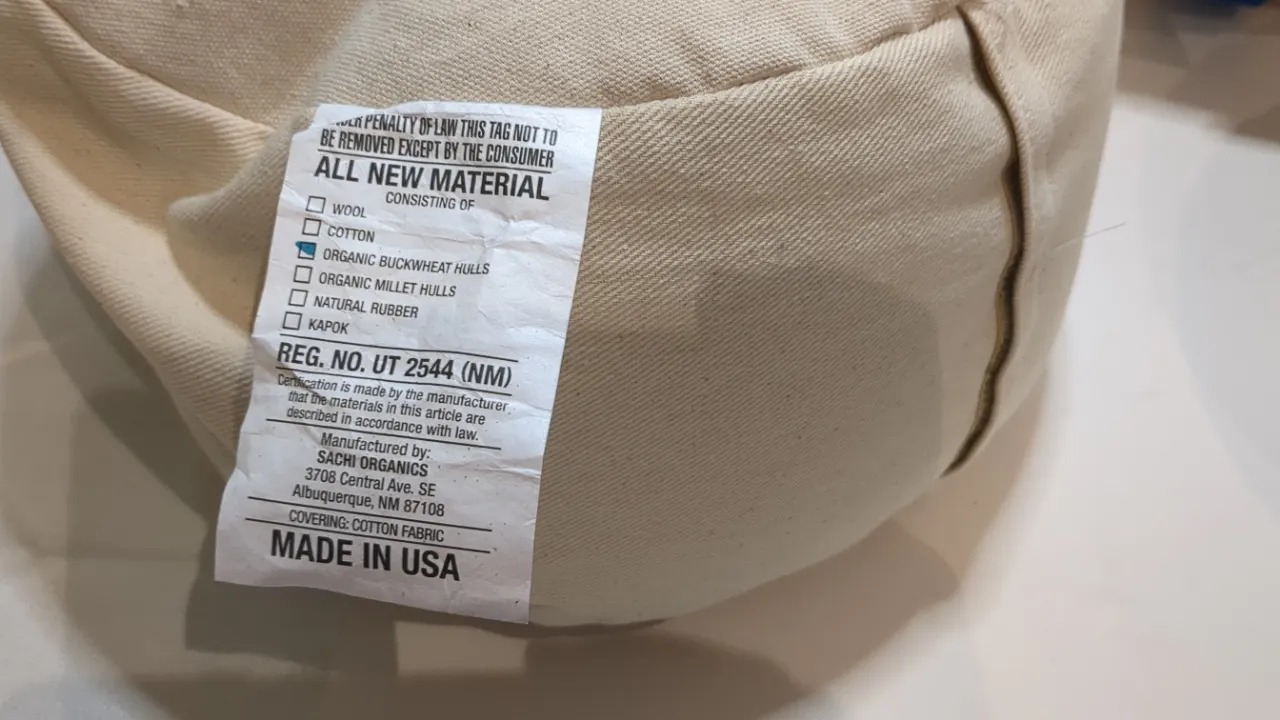 PENALTY OF LAW THIS TAG NOT TO
BE REMOVED EXCEPT BY THE CONSUMER
ALL NEW MATERIAL
CONSISTING OF
WOOL
COTTON
ORGANIC BUCKWHEAT HULLS
ORGANIC MILLET HULLS
NATURAL RUBBER
KAPOK
REG. NO. UT 2544 (NM)
Certification is made by the manufacturer
that the materials in this article are
described in accordance with law.
Manufactured by:
SACHI ORGANICS
3708 Central Ave. SE
Albuquerque, NM 87108
COVERING: COTTON FABRIC
MADE IN USA